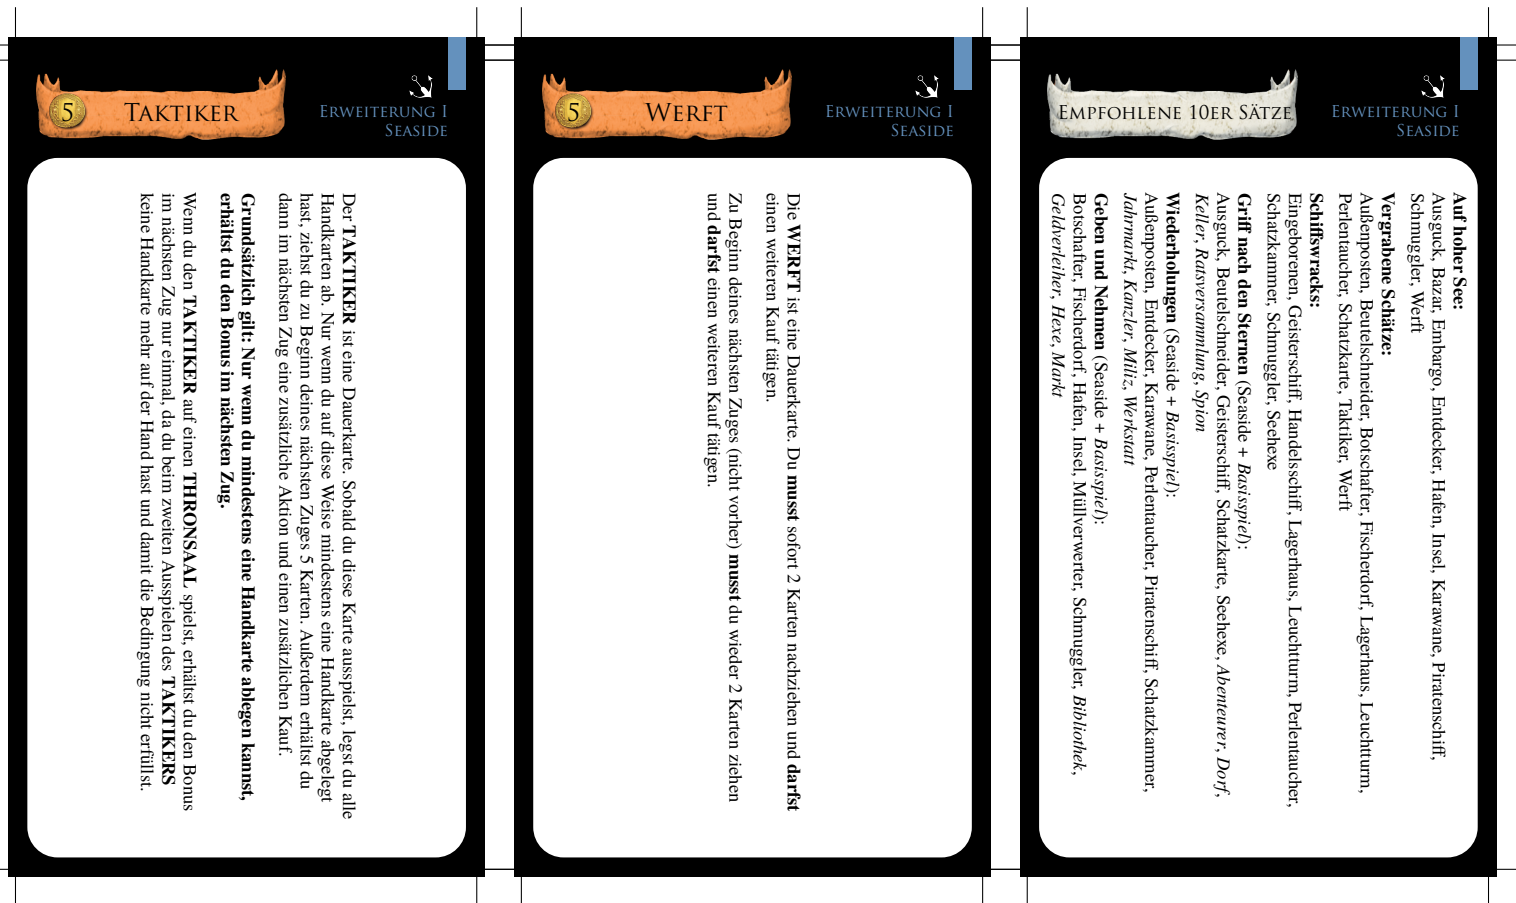 5
TAKTIKER
ERWEITERUNG I
SEASIDE
Der TAKTIKER ist eine Dauerkarte. Sobald du diese Karte ausspielst, legst du alle
Handkarten ab. Nur wenn du auf diese Weise mindestens eine Handkarte abgelegt
hast, ziehst du zu Beginn deines nächsten Zuges 5 Karten. Außerdem erhältst du
dann im nächsten Zug eine zusätzliche Aktion und einen zusätzlichen Kauf.
Grundsätzlich gilt: Nur wenn du mindestens eine Handkarte ablegen kannst,
erhältst du den Bonus im nächsten Zug.
Wenn du den TAKTIKER auf einen THRONSAAL spielst, erhältst du den Bonus
im nächsten Zug nur einmal, da du beim zweiten Ausspielen des TAKTIKERS
keine Handkarte mehr auf der Hand hast und damit die Bedingung nicht erfüllst.
5
WERFT
ERWEITERUNG I
SEASIDE
Die WERFT ist eine Dauerkarte. Du musst sofort 2 Karten nachziehen und darfst
einen weiteren Kauf tätigen.
Zu Beginn deines nächsten Zuges (nicht vorher) musst du wieder 2 Karten ziehen
und darfst einen weiteren Kauf tätigen.
EMPFOHLENE 10ER SÄTZE
ERWEITERUNG I
SEASIDE
Auf hoher See:
Ausguck, Bazar, Embargo, Entdecker, Hafen, Insel, Karawane, Piratenschiff,
Schmuggler, Werft
Vergrabene Schätze:
Außenposten, Beutelschneider, Botschafter, Fischerdorf, Lagerhaus, Leuchtturm,
Perlentaucher, Schatzkarte, Taktiker, Werft
Schiffswracks:
Eingeborenen, Geisterschiff, Handelsschiff, Lagerhaus, Leuchtturm, Perlentaucher,
Schatzkammer, Schmuggler, Seehexe
Griff nach den Sternen (Seaside + Basisspiel):
Ausguck, Beutelschneider, Geisterschiff, Schatzkarte, Seehexe, Abenteurer, Dorf,
Keller, Ratsversammlung, Spion
Wiederholungen (Seaside + Basisspiel):
Außenposten, Entdecker, Karawane, Perlentaucher, Piratenschiff, Schatzkammer,
Jahrmarkt, Kanzler, Miliz, Werkstatt
Geben und Nehmen (Seaside + Basisspiel):
Botschafter, Fischerdorf, Hafen, Insel, Müllverwerter, Schmuggler, Bibliothek,
Geldverleiher, Hexe, Markt